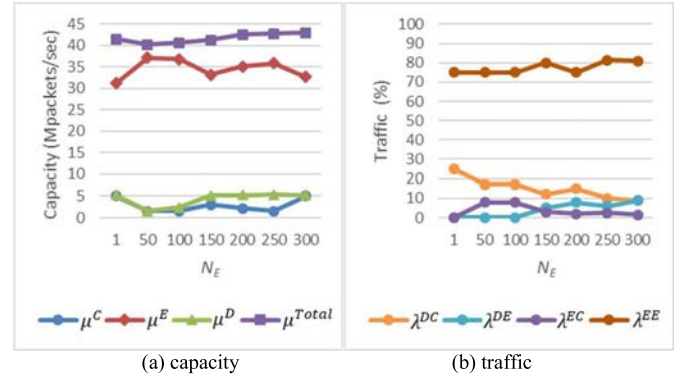 45
40
35
30
25
20
15
10
5
0
Capacity (Mpackets/sec)
1 50 100 150 200 250 300
N_E
μ^C μ^E μ^D μ^Total
(a) capacity
100
90
80
70
60
50
40
30
20
10
0
Traffic (%)
1 50 100 150 200 250 300
N_E
λ^DC λ^DE λ^EC λ^EE
(b) traffic